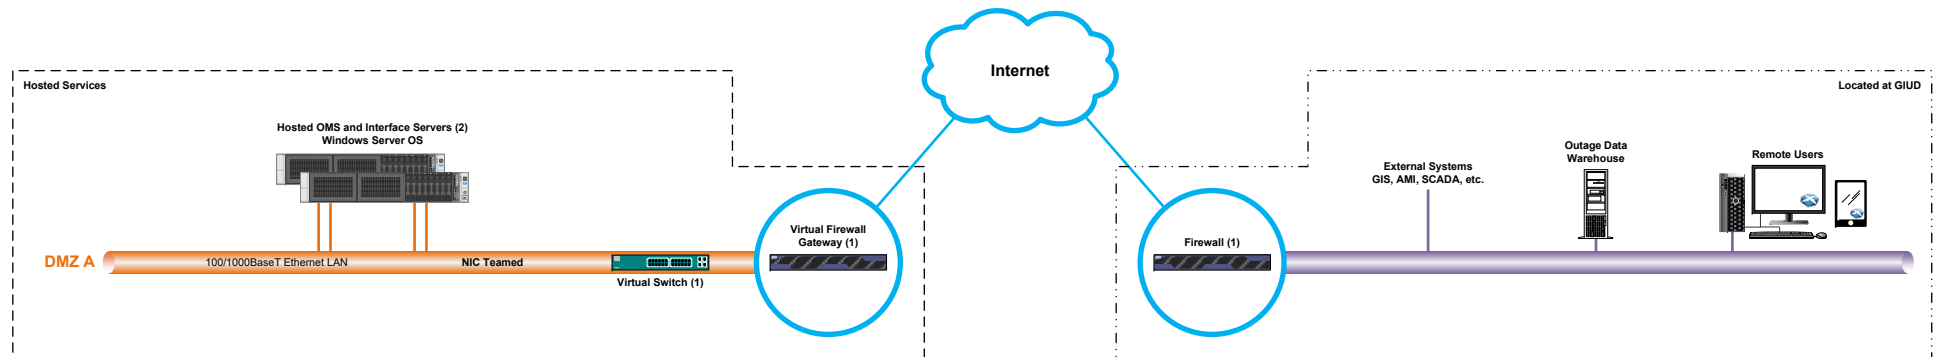 Internet
Hosted Services
Located at GIUD
Hosted OMS and Interface Servers (2)
Windows Server OS
DMZ A
100/1000BaseT Ethernet LAN
NIC Teamed
Virtual Switch (1)
Virtual Firewall
Gateway (1)
Firewall (1)
External Systems
GIS, AMI, SCADA, etc.
Outage Data
Warehouse
Remote Users